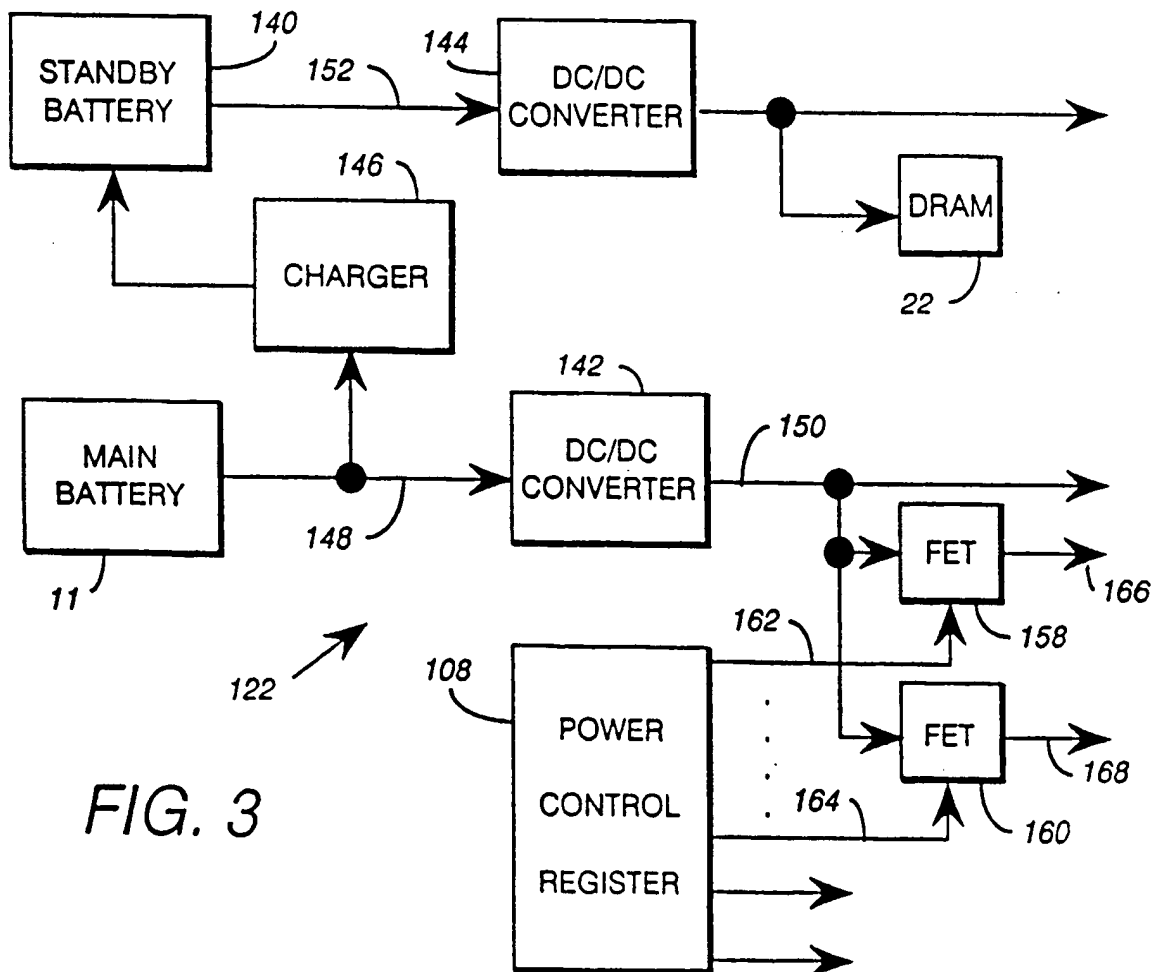 140
STANDBY
BATTERY
152
144
DC/DC
CONVERTER
DRAM
22
146
CHARGER
MAIN
BATTERY
11
148
142
DC/DC
CONVERTER
150
FET
166
158
162
122
108
POWER
CONTROL
REGISTER
FET
168
160
164
FIG. 3